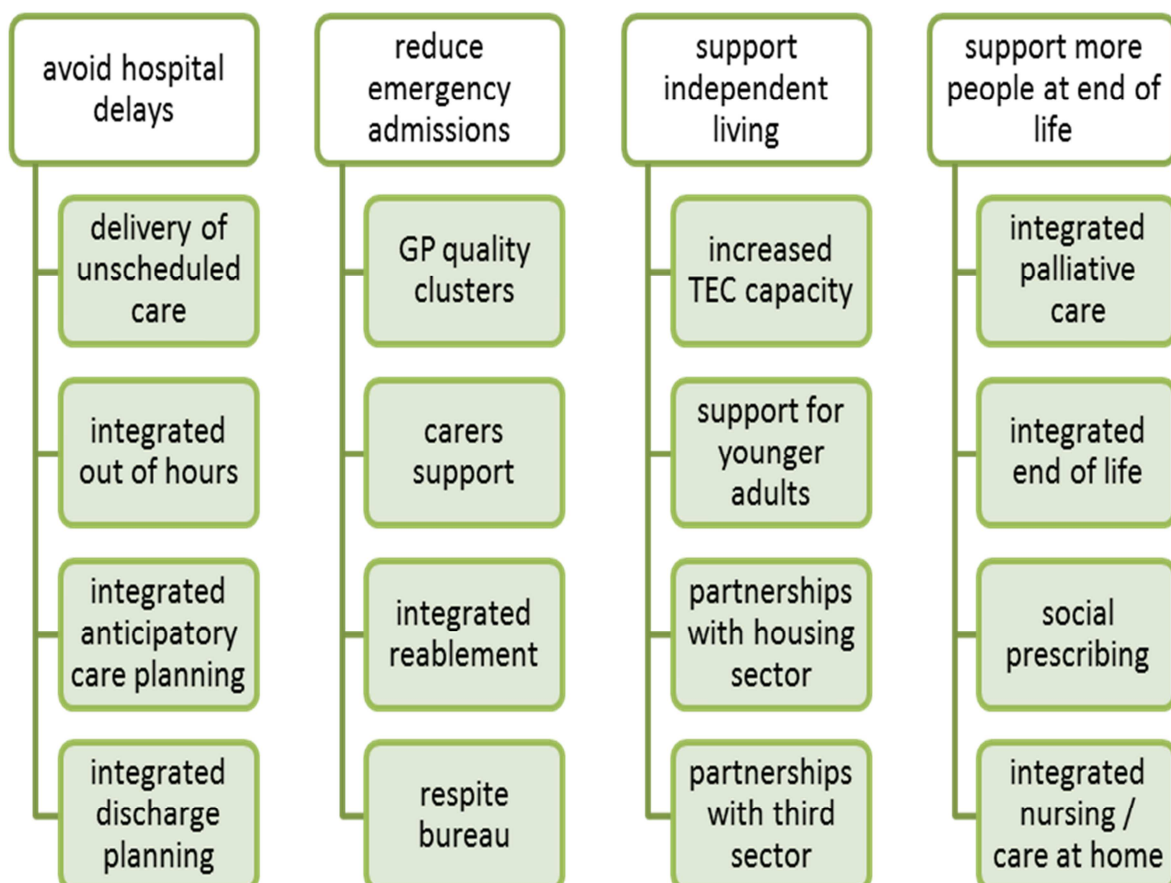 avoid hospital
delays
delivery of
unscheduled
care
integrated
out of hours
integrated
anticipatory
care planning
integrated
discharge
planning
reduce
emergency
admissions
GP quality
clusters
carers
support
integrated
reablement
respite
bureau
support
independent
living
increased
TEC capacity
support for
younger
adults
partnerships
with housing
sector
partnerships
with third
sector
support more
people at end of
life
integrated
palliative
care
integrated
end of life
social
prescribing
integrated
nursing /
care at home